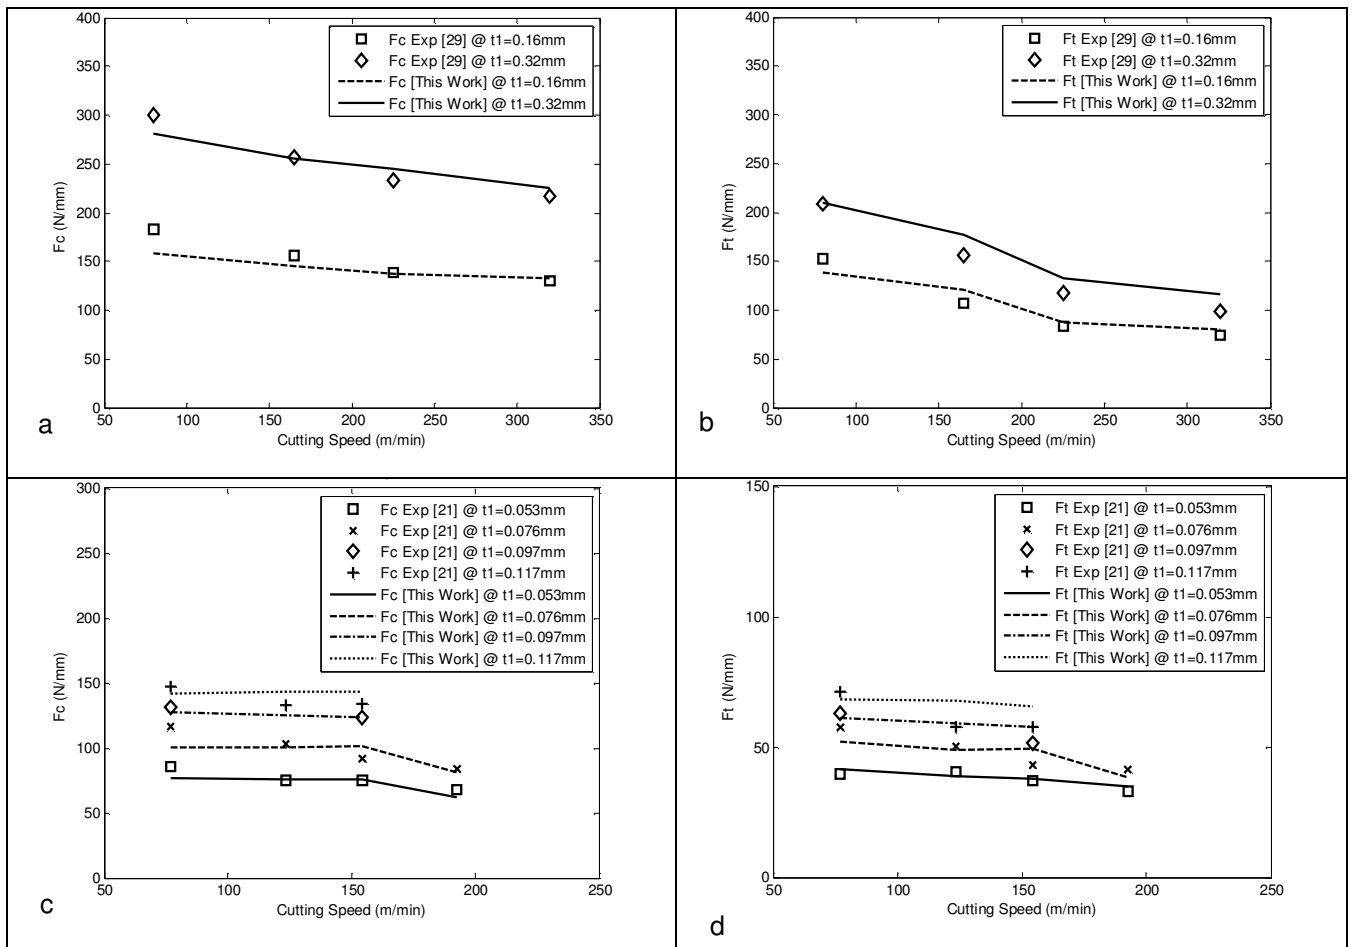 400
350
300
250
200
150
100
50
0
Fc (N/mm)
50 100 150 200 250 300 350
Cutting Speed (m/min)
Fc Exp [29] @ t1=0.16mm
Fc Exp [29] @ t1=0.32mm
Fc [This Work] @ t1=0.16mm
Fc [This Work] @ t1=0.32mm
a
400
350
300
250
200
150
100
50
0
Ft (N/mm)
50 100 150 200 250 300 350
Cutting Speed (m/min)
Ft Exp [29] @ t1=0.16mm
Ft Exp [29] @ t1=0.32mm
Ft [This Work] @ t1=0.16mm
Ft [This Work] @ t1=0.32mm
b
300
250
200
150
100
50
0
Fc (N/mm)
50 100 150 200 250
Cutting Speed (m/min)
Fc Exp [21] @ t1=0.053mm
Fc Exp [21] @ t1=0.076mm
Fc Exp [21] @ t1=0.097mm
Fc Exp [21] @ t1=0.117mm
Fc [This Work] @ t1=0.053mm
Fc [This Work] @ t1=0.076mm
Fc [This Work] @ t1=0.097mm
Fc [This Work] @ t1=0.117mm
c
150
100
50
0
Ft (N/mm)
50 100 150 200 250
Cutting Speed (m/min)
Ft Exp [21] @ t1=0.053mm
Ft Exp [21] @ t1=0.076mm
Ft Exp [21] @ t1=0.097mm
Ft Exp [21] @ t1=0.117mm
Ft [This Work] @ t1=0.053mm
Ft [This Work] @ t1=0.076mm
Ft [This Work] @ t1=0.097mm
Ft [This Work] @ t1=0.117mm
d